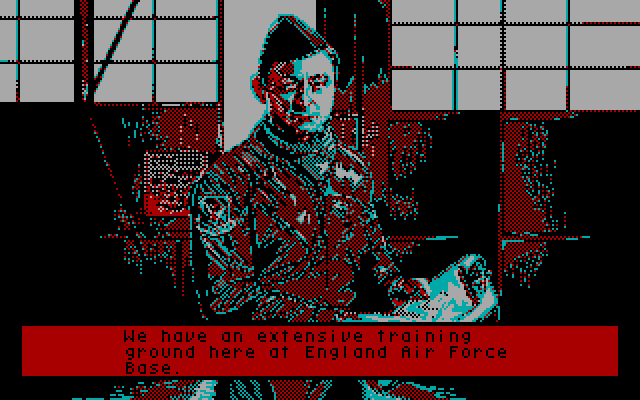 We have an extensive training
ground here at England Air Force
Base.